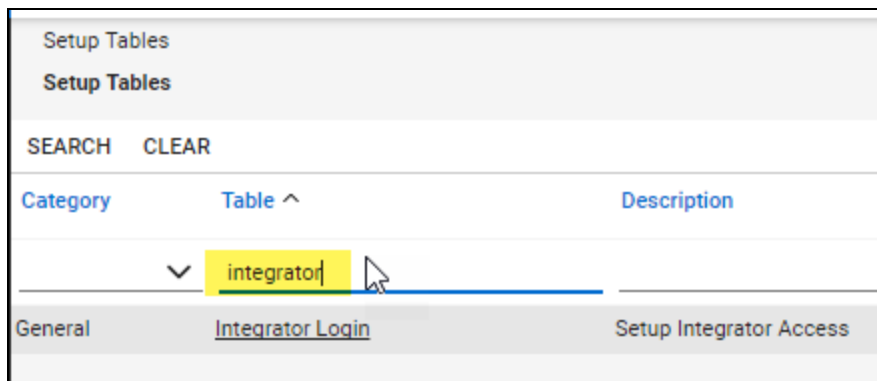 Setup Tables
Setup Tables
SEARCH CLEAR
Category Table Description
integrator
General Integrator Login Setup Integrator Access